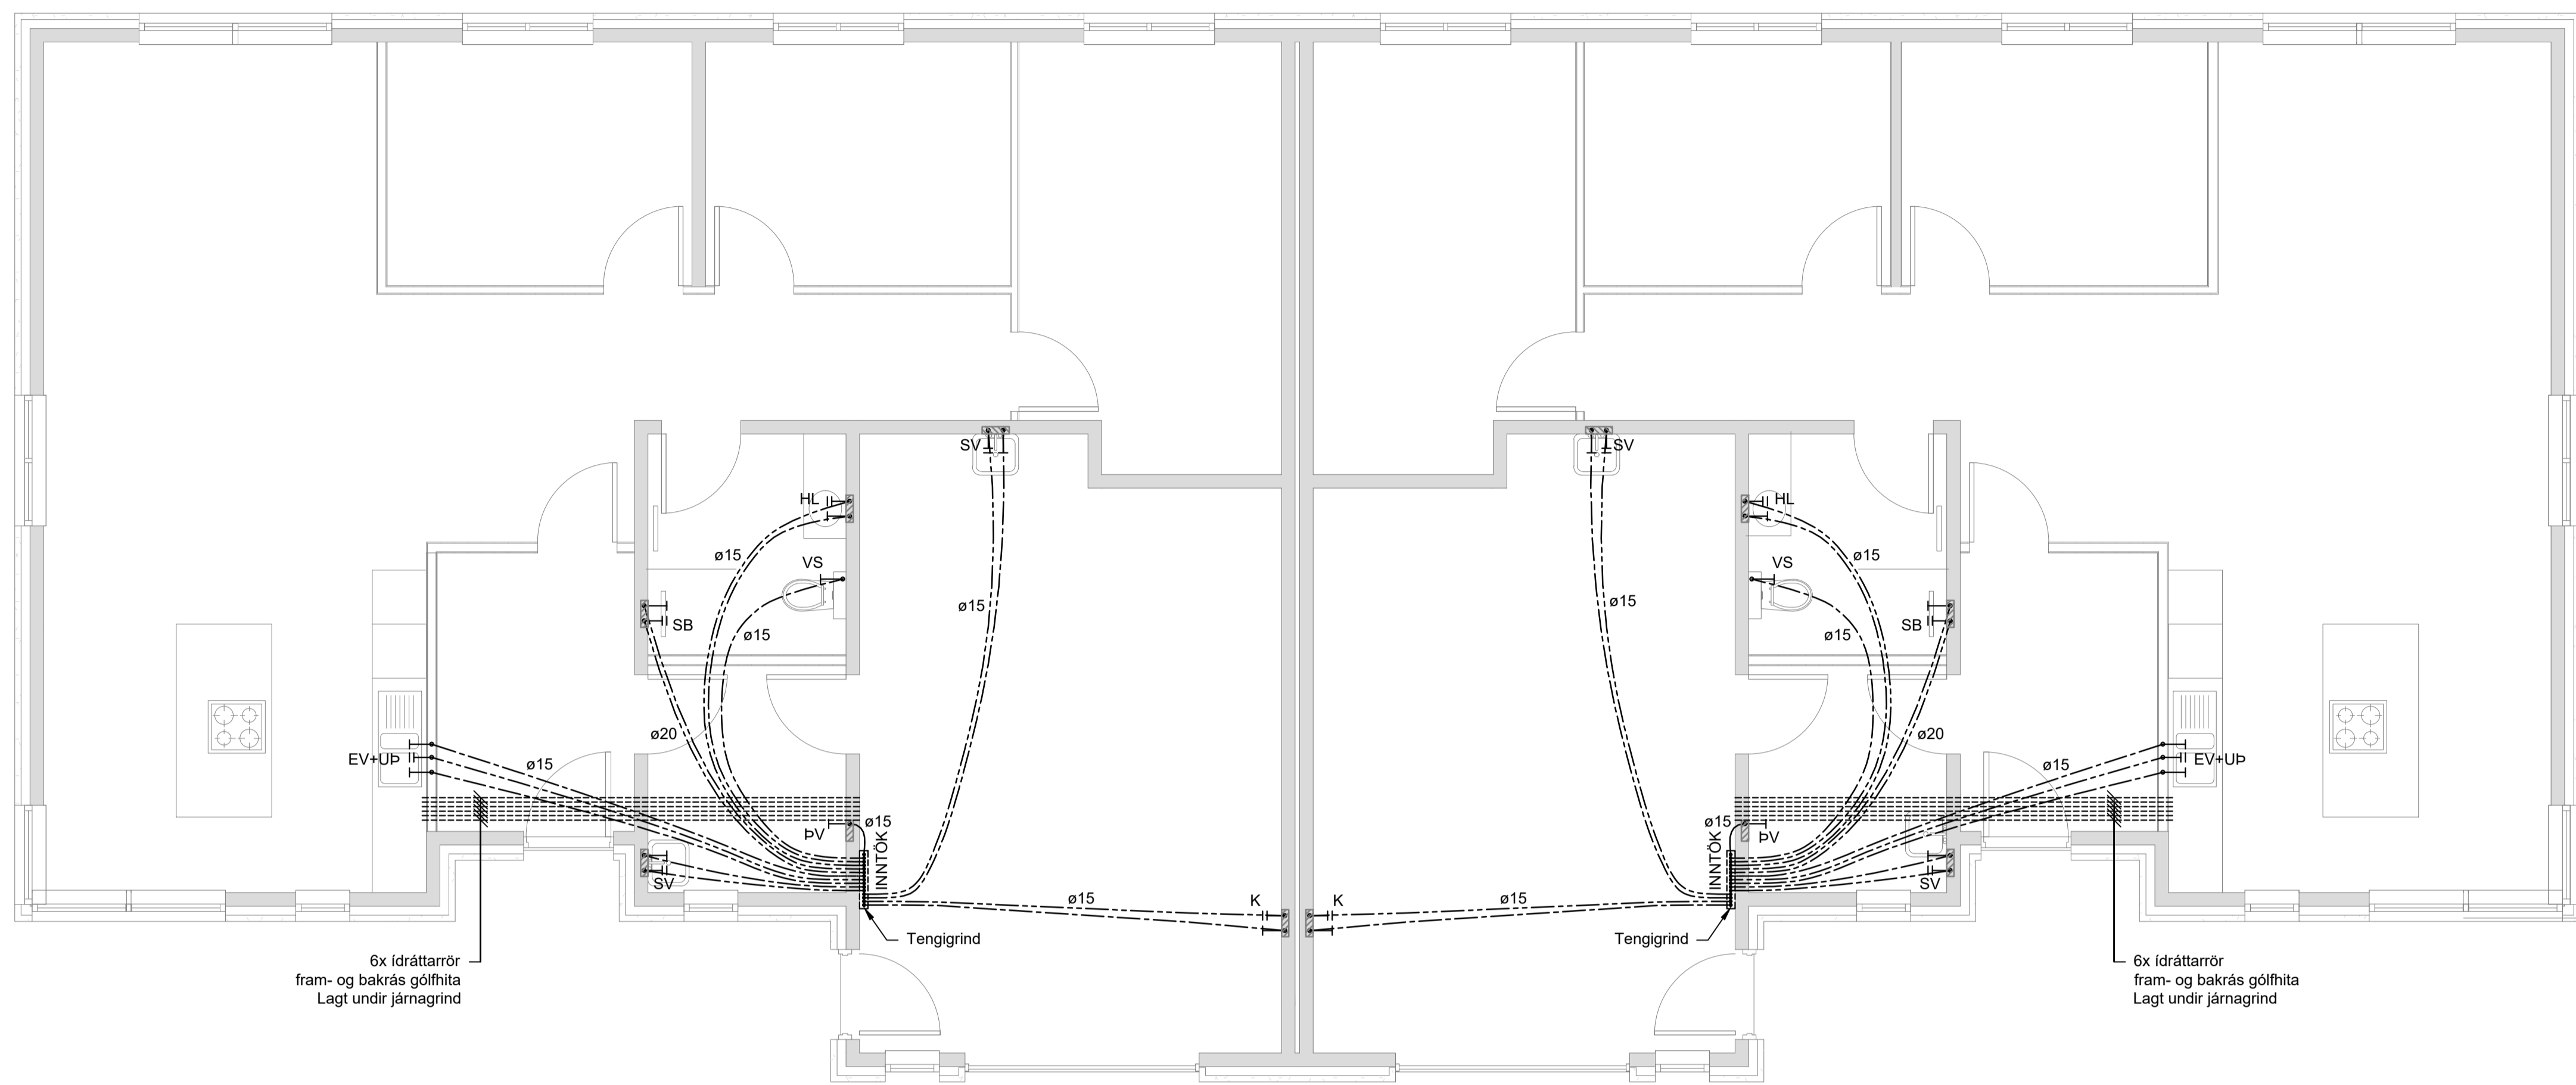 SV
SV
HL
HL
ø15
ø15
VS
VS
ø15
ø15
ø15
ø15
SB
SB
ø20
ø20
EV+UÞ
ø15
ø15
EV+UÞ
ÞV
ø15
ø15
ÞV
INNTÖK
INNTÖK
SV
SV
ø15
K
K
ø15
Tengigrind
Tengigrind
6x ídráttarrör
fram- og bakrás gólfhita
Lagt undir járnagrind
6x ídráttarrör
fram- og bakrás gólfhita
Lagt undir járnagrind